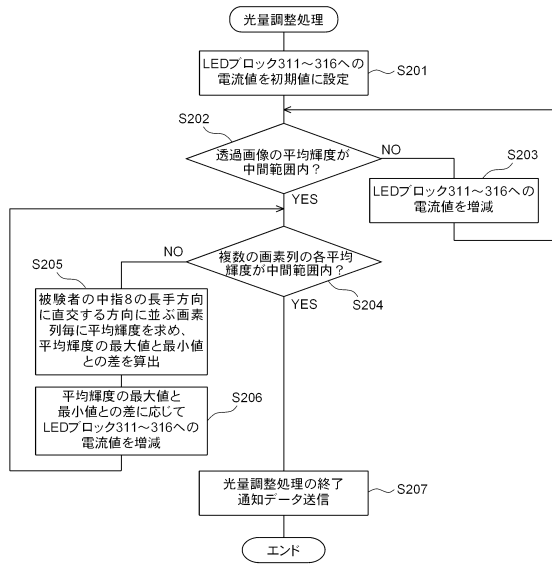 光量調整処理
LEDブロック311～316への
電流値を初期値に設定
S201
S202
透過画像の平均輝度が
中間範囲内？
NO
YES
S203
LEDブロック311～316への
電流値を増減
複数の画素列の各平均
輝度が中間範囲内？
NO
YES
S204
S205
被験者の中指8の長手方向
に直交する方向に並ぶ画素
列毎に平均輝度を求め、
平均輝度の最大値と最小値
との差を算出
平均輝度の最大値と
最小値との差に応じて
LEDブロック311～316への
電流値を増減
S206
光量調整処理の終了
通知データ送信
S207
エンド